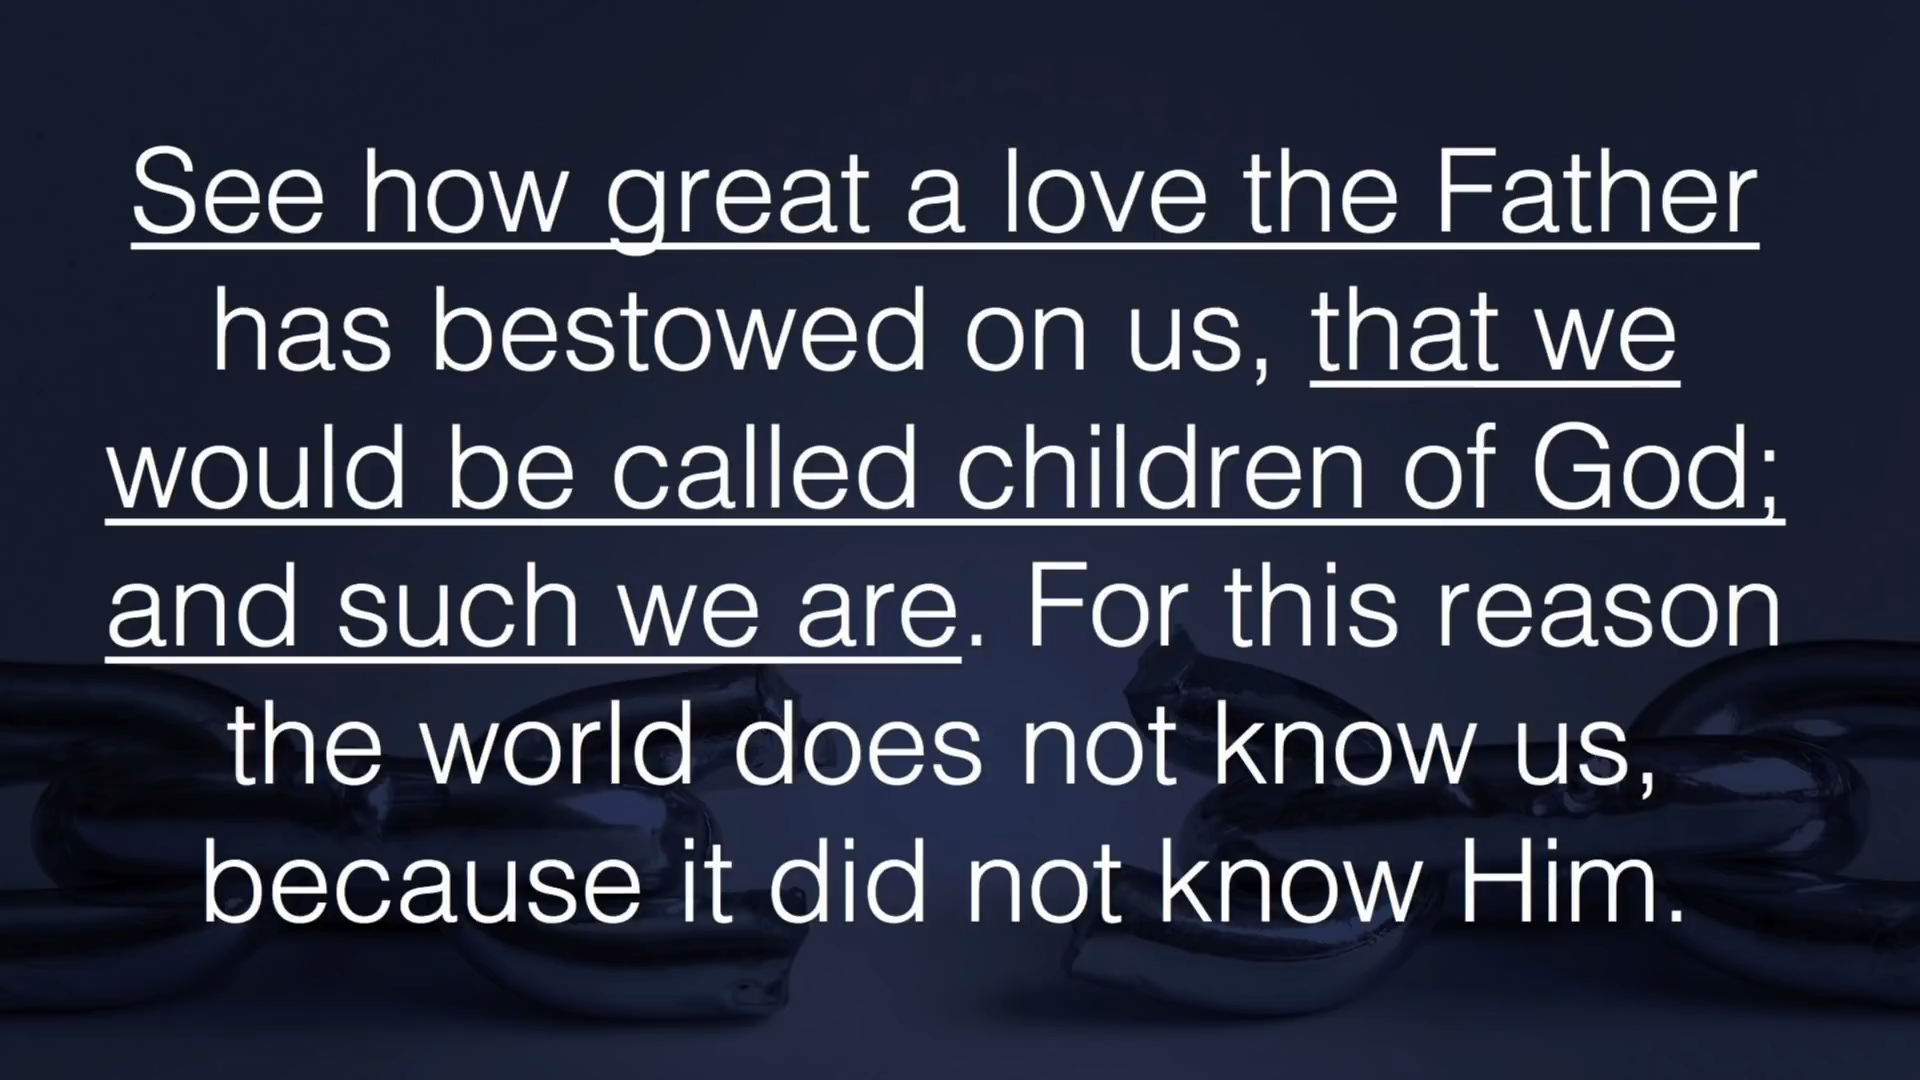 See how great a love the Father
has bestowed on us, that we
would be called children of God;
and such we are. For this reason
the world does not know us,
because it did not know Him.